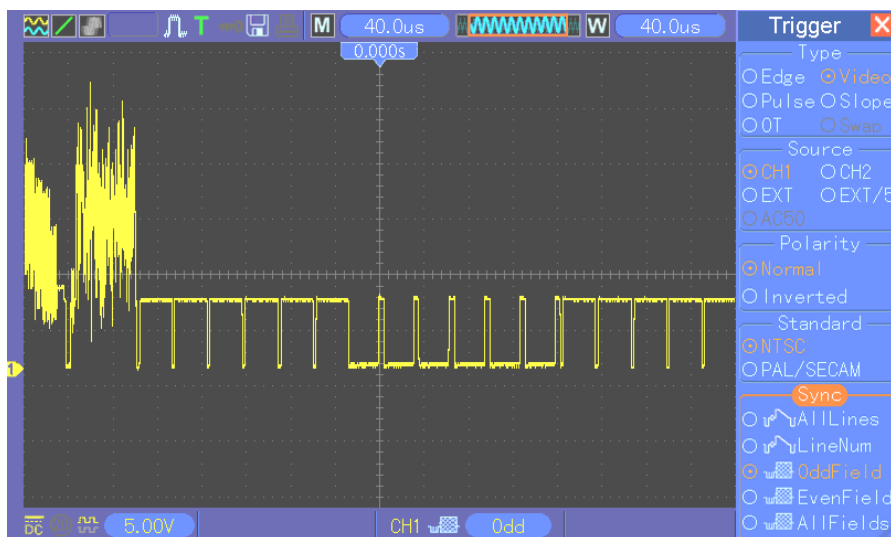 T M 40.0us W 40.0us
0.000s
1
DC 5.00V CH1 Odd
Trigger X
Type
Edge Video
Pulse Slope
OT Swap
Source
CH1 CH2
EXT EXT/5
AC50
Polarity
Normal
Inverted
Standard
NTSC
PAL/SECAM
Sync
AllLines
LineNum
OddField
EvenField
AllFields